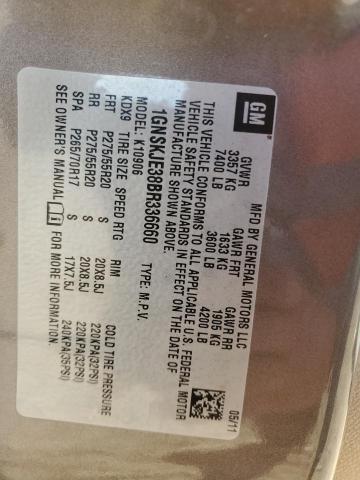 GM
MFD BY GENERAL MOTORS LLC
05/11
GVWR GAWR FRT GAWR RR
3357 KG 1633 KG 1905 KG
7400 LB 3600 LB 4200 LB
THIS VEHICLE CONFORMS TO ALL APPLICABLE U.S. FEDERAL MOTOR
VEHICLE SAFETY STANDARDS IN EFFECT ON THE DATE OF
MANUFACTURE SHOWN ABOVE.
1GNSKJE38BR336660 TYPE: M.P.V.
MODEL: K10906
KDX9 TIRE SIZE SPEED RTG RIM COLD TIRE PRESSURE
FRT P275/55R20 S 20X8.5J 220KPA(32PSI)
RR P275/55R20 S 20X8.5J 220KPA(32PSI)
SPA P265/70R17 S 17X7.5J 240KPA(35PSI)
SEE OWNER'S MANUAL i FOR MORE INFORMATION.